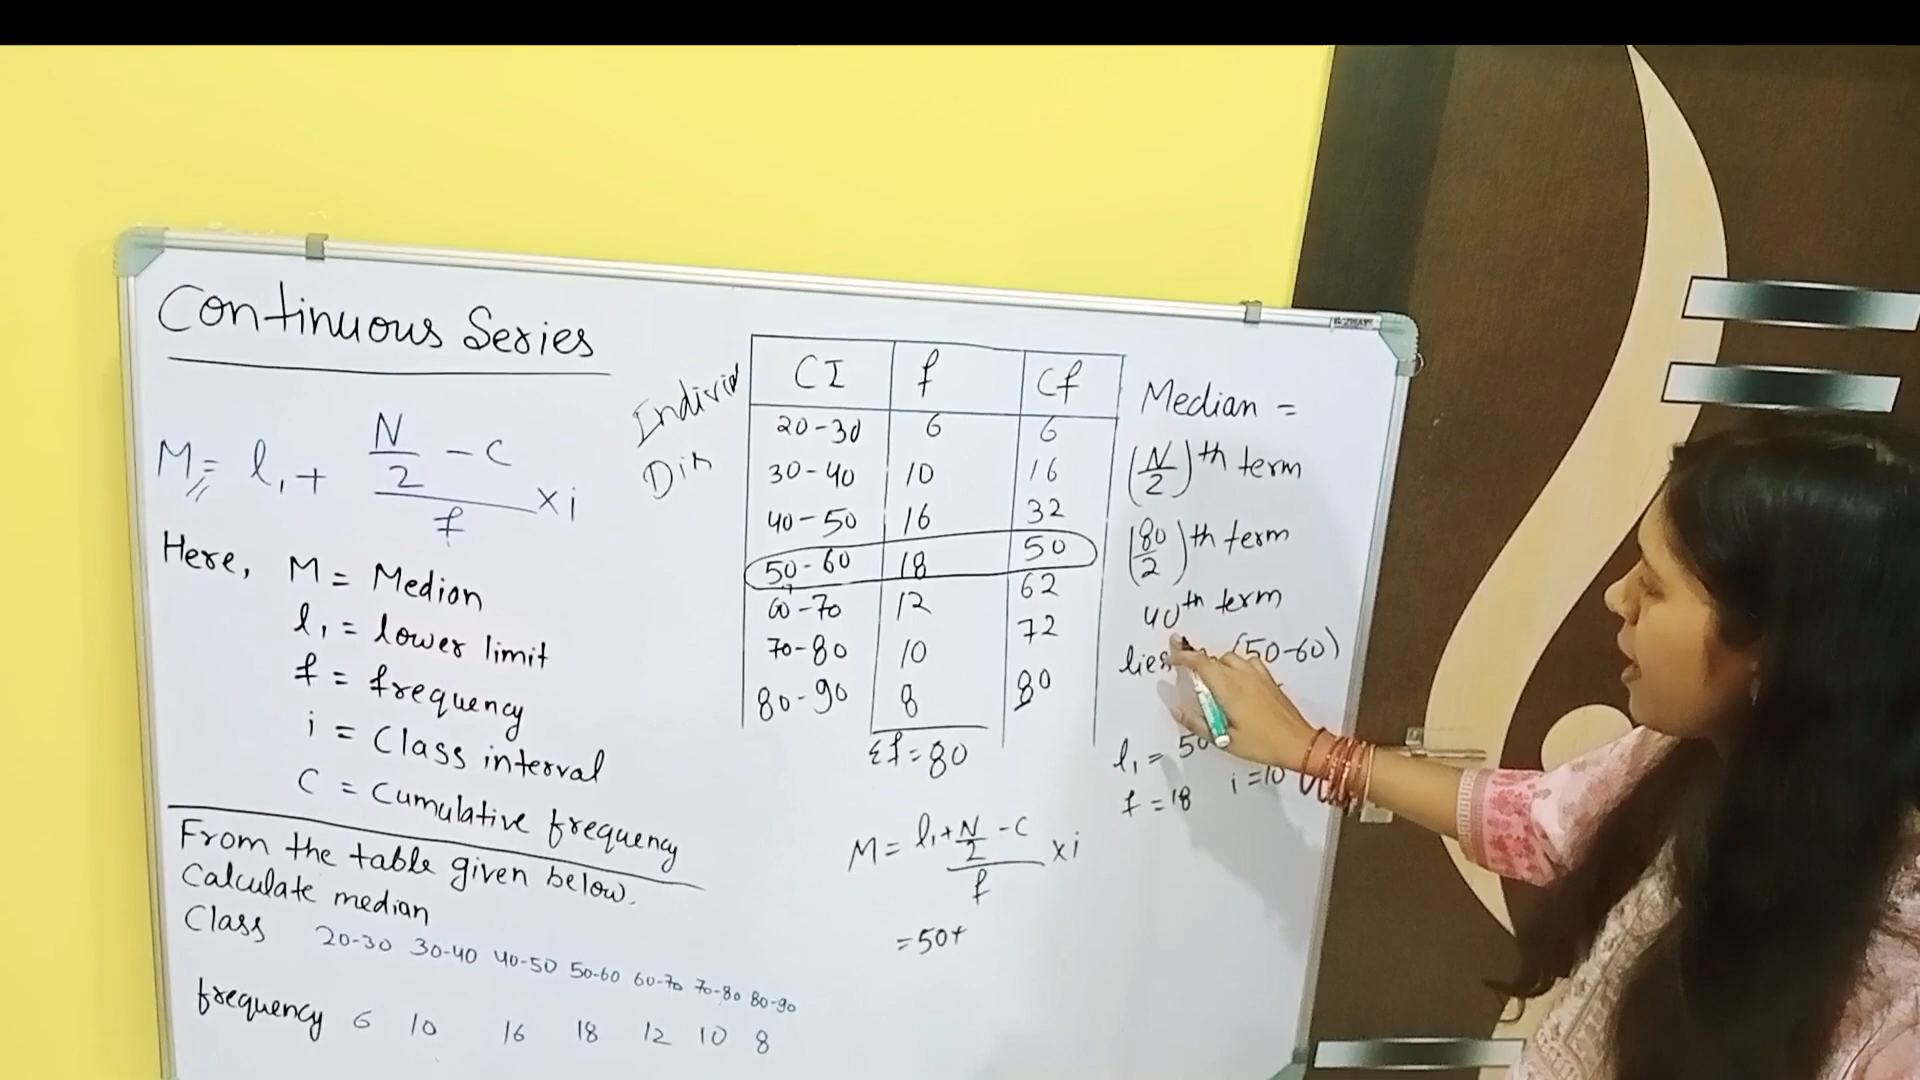 Continuous Series
M = l₁ + N/2 - C / f × i
Here, M = Medion
l₁ = lower limit
f = frequency
i = Class interval
C = Cumulative frequency
From the table given below.
Calculate median
Class 20-30 30-40 40-50 50-60 60-70 70-80 80-90
frequency 6 10 16 18 12 10 8
CI f Cf
20-30 6 6
30-40 10 16
40-50 16 32
50-60 18 50
60-70 12 62
70-80 10 72
80-90 8 80
Σf = 80
M = l₁ + N/2 - C / f × i
= 50+
Median =
(N/2)th term
(80/2)th term
40th term
lies (50-60)
l₁ = 50
f = 18 i = 10